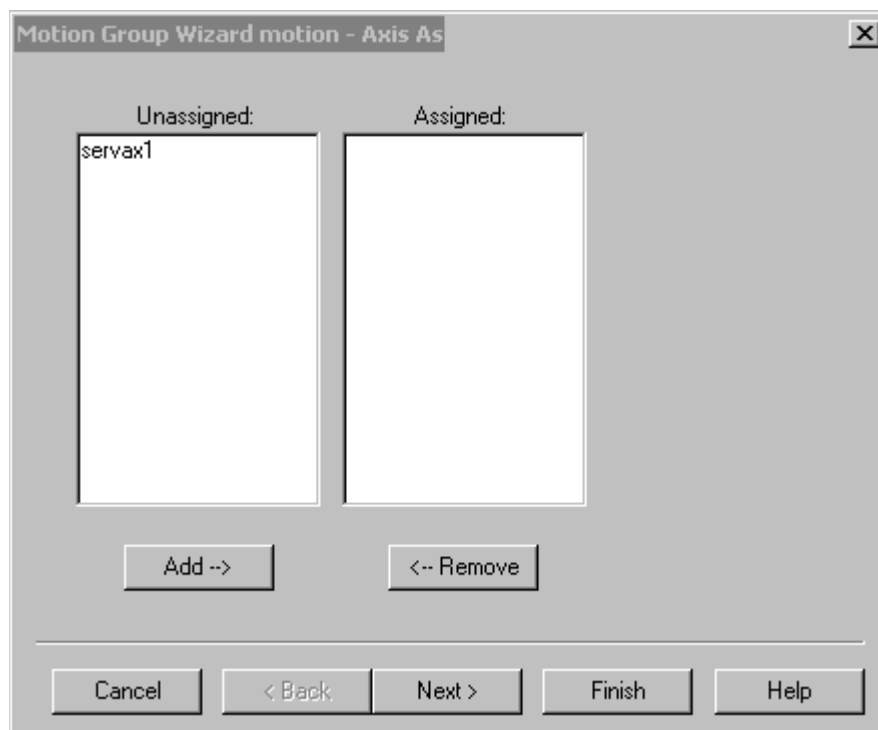 Motion Group Wizard motion - Axis As
Unassigned:
Assigned:
servax1
Add -->
<-- Remove
Cancel
< Back
Next >
Finish
Help